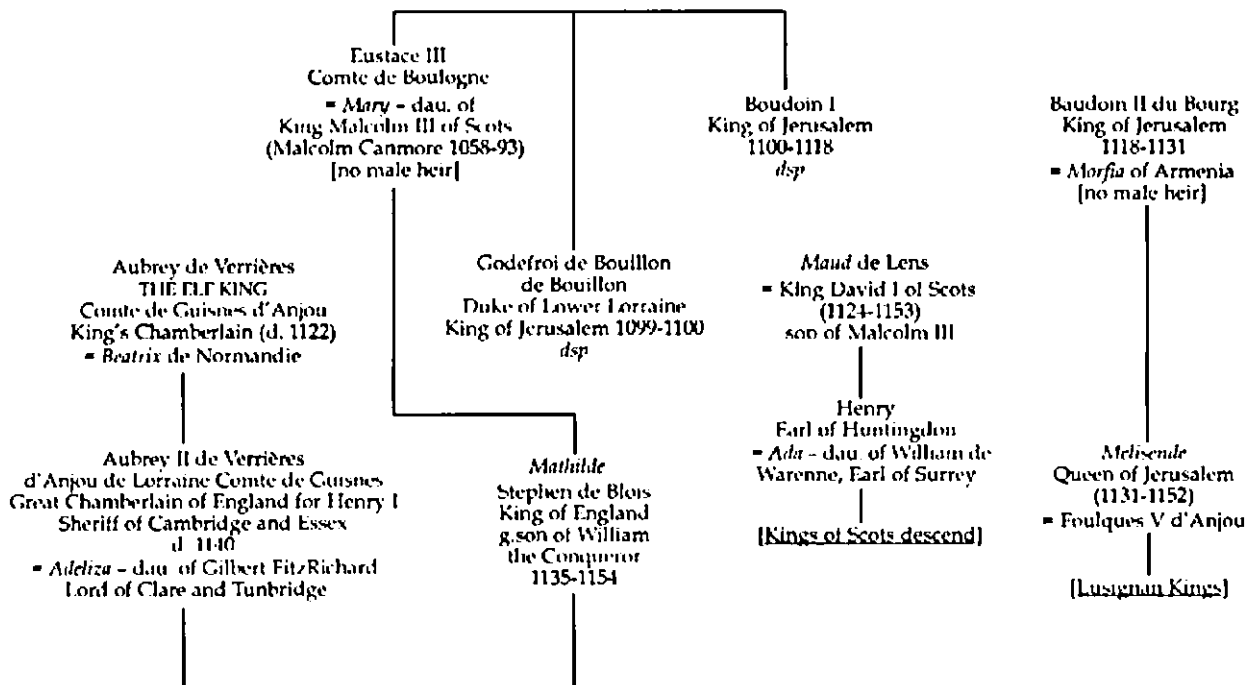 Eustace III
Comte de Boulogne
= Mary – dau. of
King Malcolm III of Scots
(Malcolm Canmore 1058-93)
[no male heir]
Boudoin I
King of Jerusalem
1100-1118
dsp
Baudoin II du Bourg
King of Jerusalem
1118-1131
= Morfia of Armenia
[no male heir]
Aubrey de Verrières
THE ELF KING
Comte de Guisnes d'Anjou
King's Chamberlain (d. 1122)
= Beatrix de Normandie
Godefroi de Bouillon
de Bouillon
Duke of Lower Lorraine
King of Jerusalem 1099-1100
dsp
Maud de Lens
= King David I of Scots
(1124-1153)
son of Malcolm III
Aubrey II de Verrières
d'Anjou de Lorraine Comte de Guisnes
Great Chamberlain of England for Henry I
Sheriff of Cambridge and Essex
d. 1140
= Adeliza – dau. of Gilbert FitzRichard
Lord of Clare and Tunbridge
Mathilde
Stephen de Blois
King of England
g.son of William
the Conqueror
1135-1154
Henry
Earl of Huntingdon
= Ada – dau. of William de
Warenne, Earl of Surrey
[Kings of Scots descend]
Melisende
Queen of Jerusalem
(1131-1152)
= Foulques V d'Anjou
[Lusignan Kings]